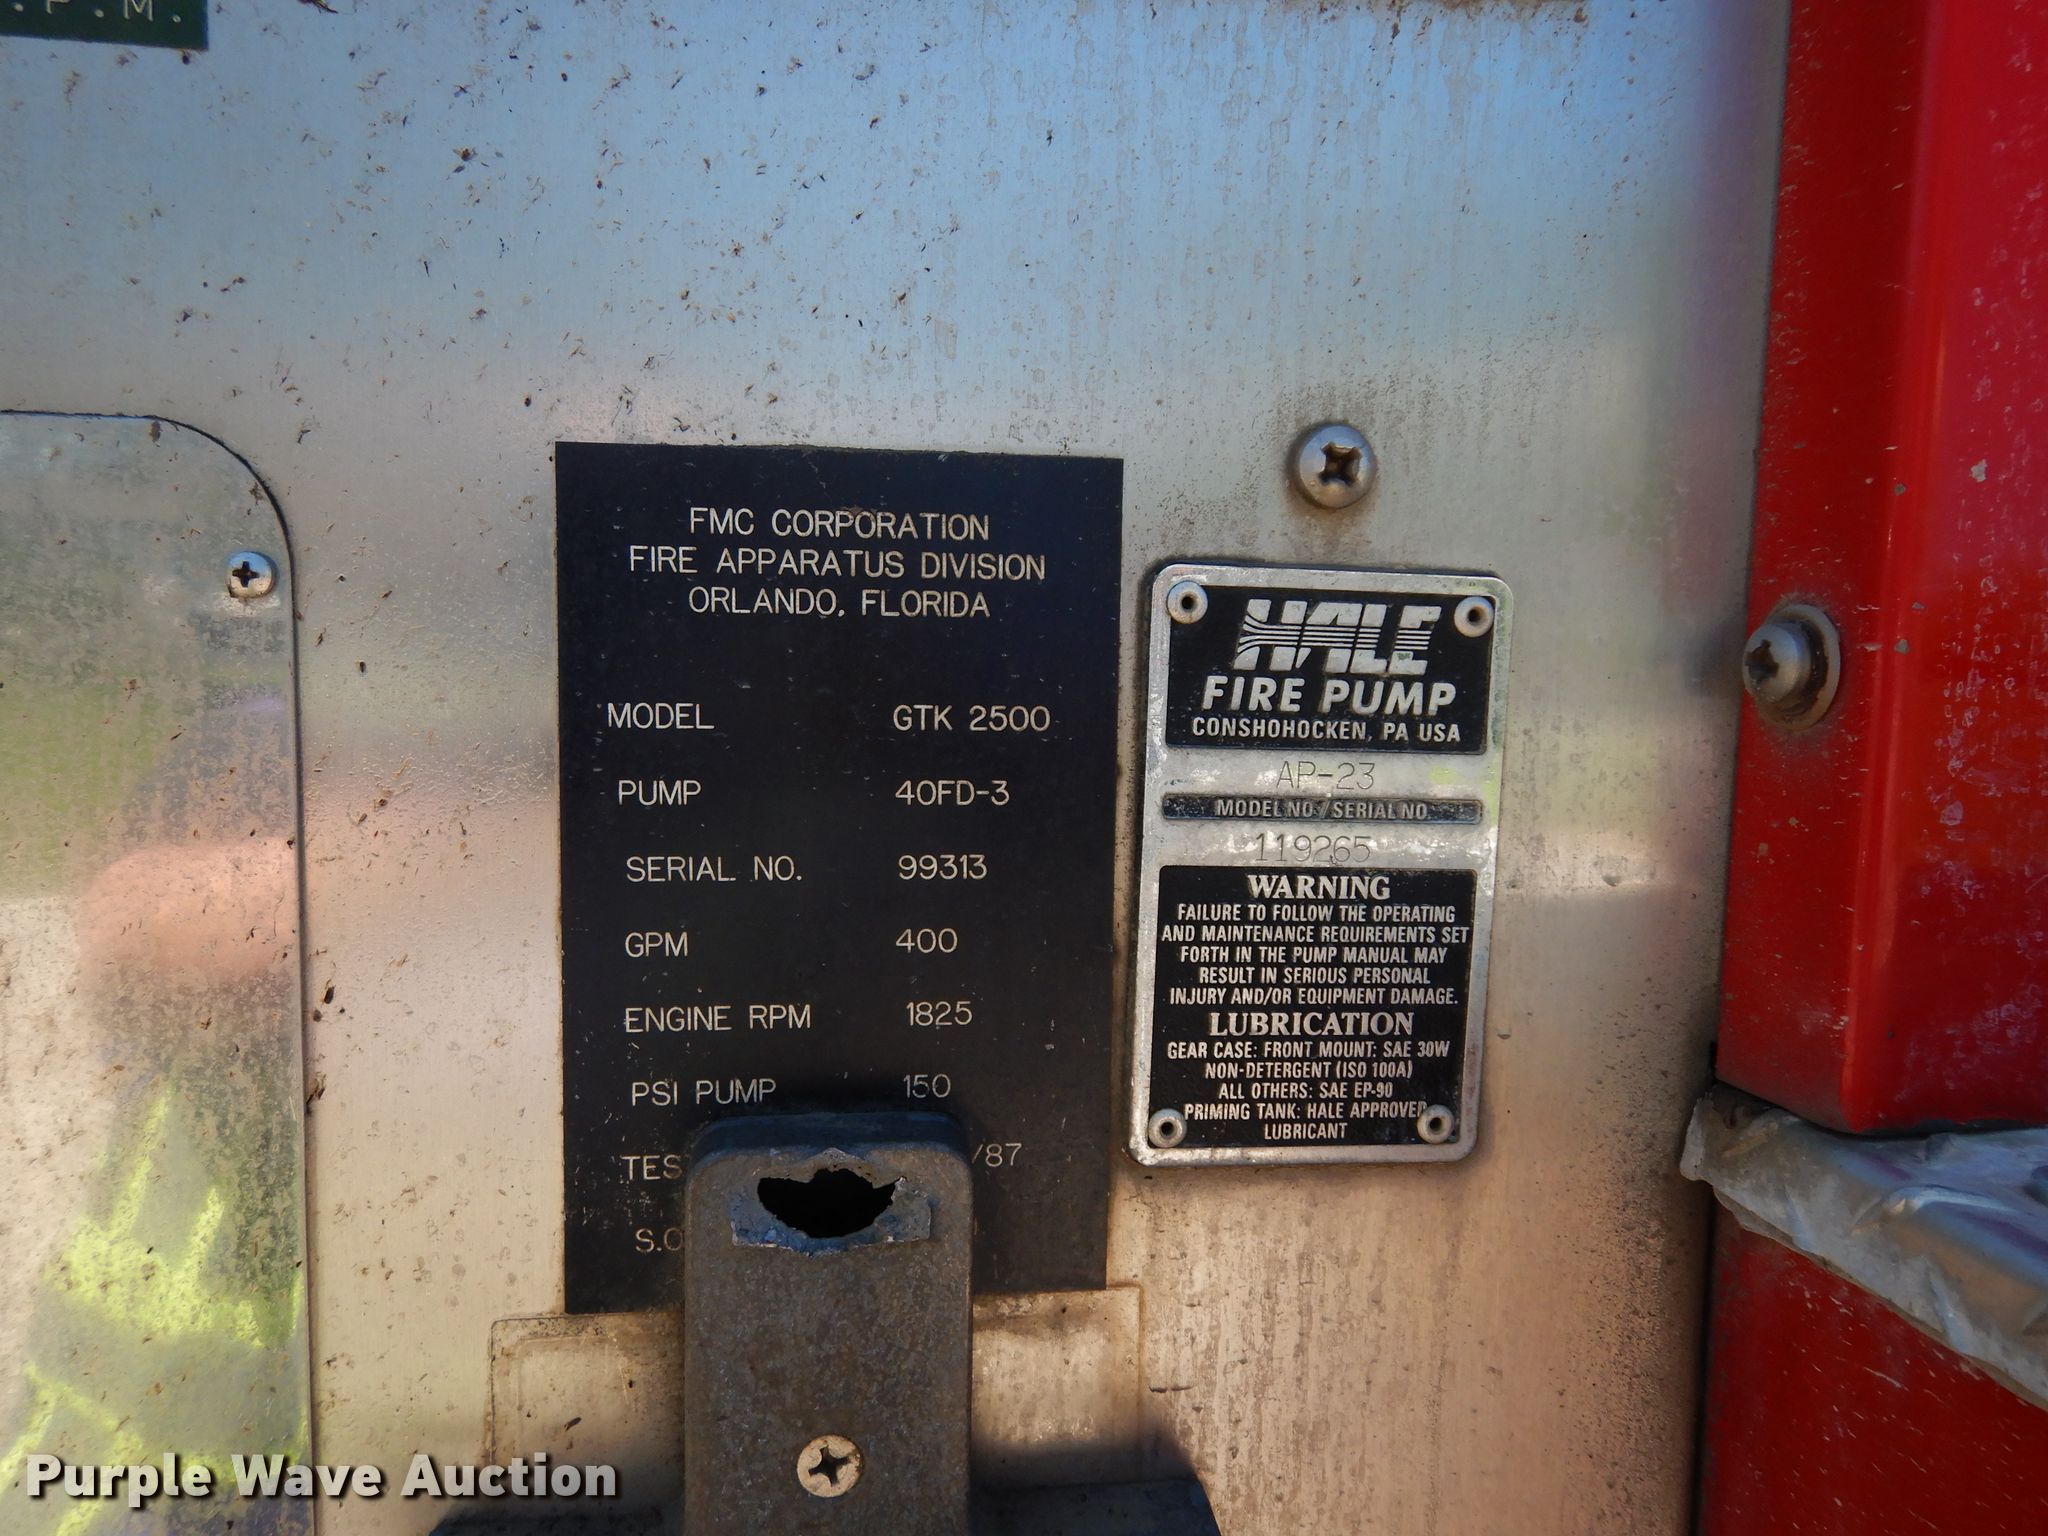 .P.M.
FMC CORPORATION
FIRE APPARATUS DIVISION
ORLANDO, FLORIDA
MODEL GTK 2500
PUMP 40FD-3
SERIAL NO. 99313
GPM 400
ENGINE RPM 1825
PSI PUMP 150
TES /87
S.O
HALE
FIRE PUMP
CONSHOHOCKEN, PA USA
AP-23
MODEL NO./SERIAL NO.
119265
WARNING
FAILURE TO FOLLOW THE OPERATING
AND MAINTENANCE REQUIREMENTS SET
FORTH IN THE PUMP MANUAL MAY
RESULT IN SERIOUS PERSONAL
INJURY AND/OR EQUIPMENT DAMAGE.
LUBRICATION
GEAR CASE: FRONT MOUNT: SAE 30W
NON-DETERGENT (ISO 100A)
ALL OTHERS: SAE EP-90
PRIMING TANK: HALE APPROVED
LUBRICANT
Purple Wave Auction